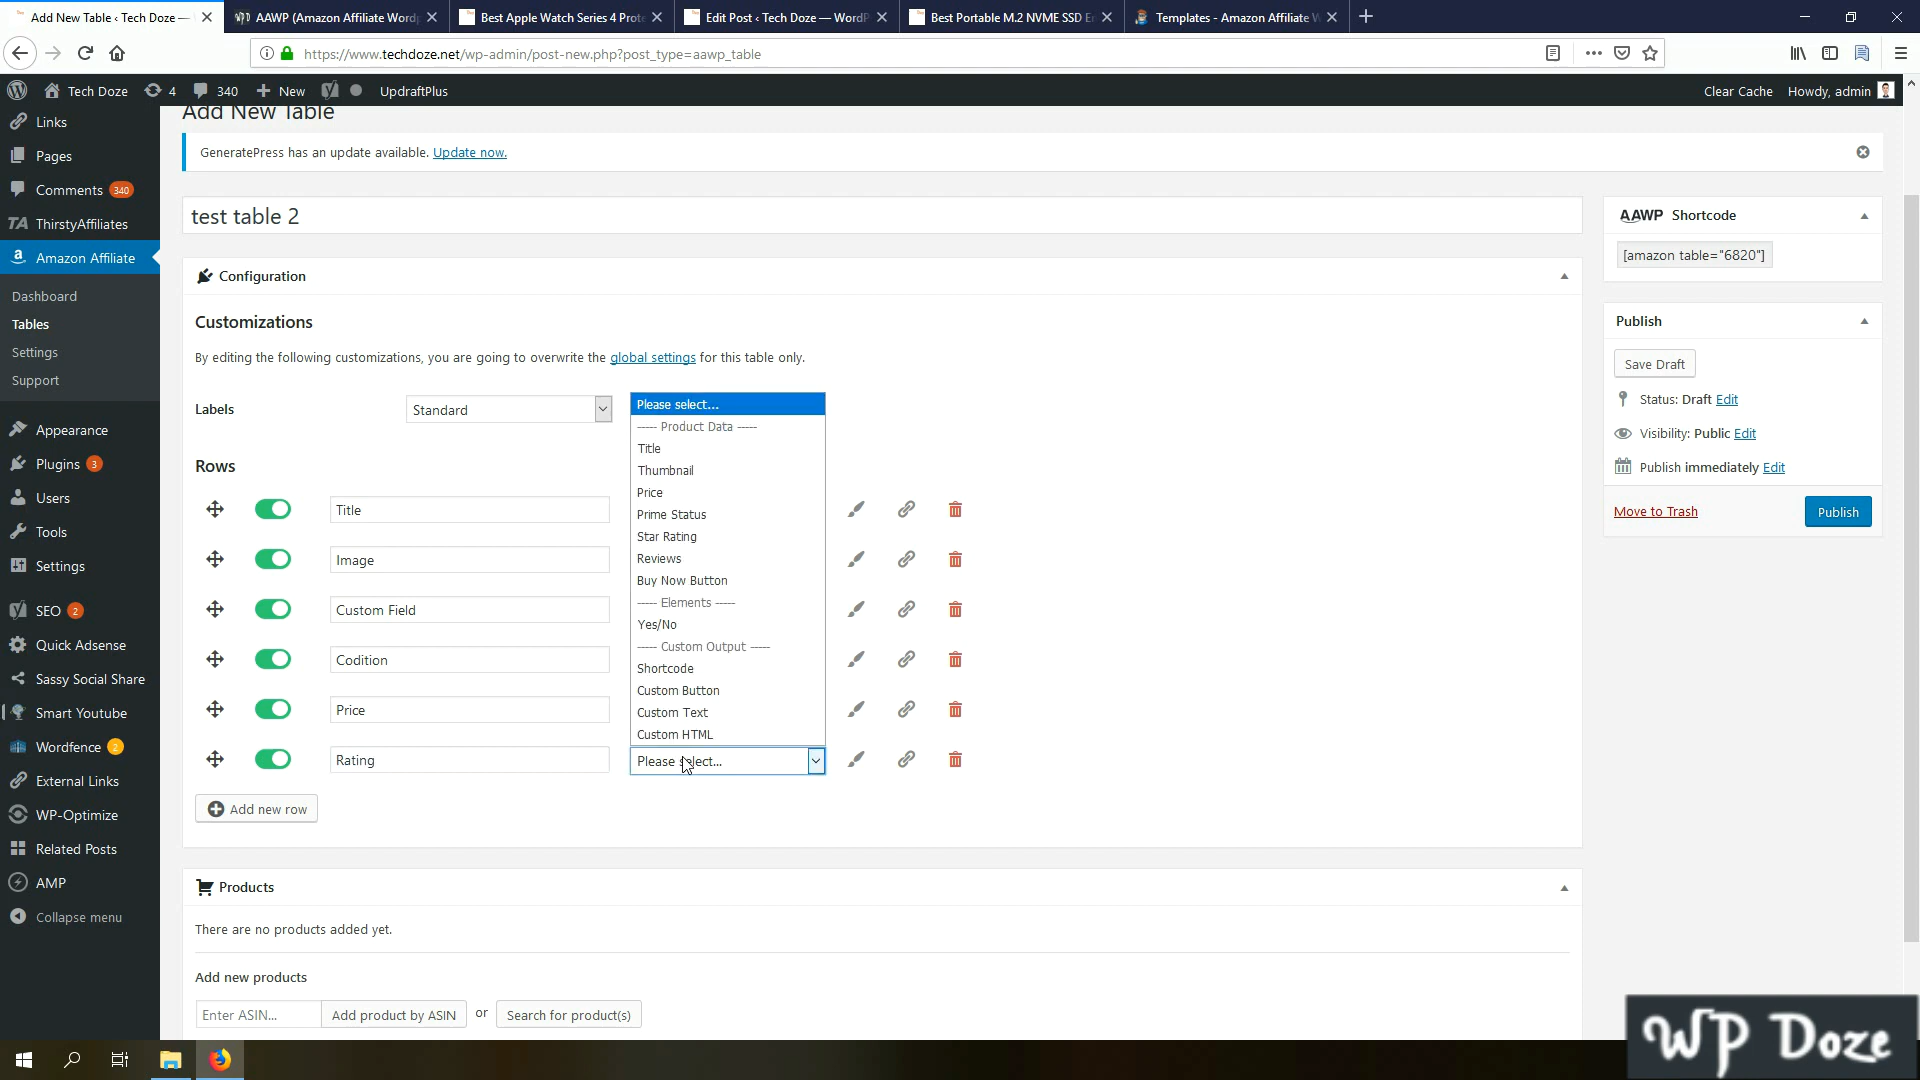 Add New Table ‹ Tech Doze —
AAWP (Amazon Affiliate Wordp
Best Apple Watch Series 4 Prote
Edit Post ‹ Tech Doze — WordP
Best Portable M.2 NVME SSD E
Templates - Amazon Affiliate W
https://www.techdoze.net/wp-admin/post-new.php?post_type=aawp_table
Tech Doze
4
340
New
UpdraftPlus
Clear Cache
Howdy, admin
Links
Pages
Comments 340
TA ThirstyAffiliates
Amazon Affiliate
Dashboard
Tables
Settings
Support
Appearance
Plugins 3
Users
Tools
Settings
SEO 2
Quick Adsense
Sassy Social Share
Smart Youtube
Wordfence 2
External Links
WP-Optimize
Related Posts
AMP
Collapse menu
Add New Table
GeneratePress has an update available. Update now.
test table 2
Configuration
Customizations
By editing the following customizations, you are going to overwrite the global settings for this table only.
Labels
Standard
Rows
Title
Image
Custom Field
Codition
Price
Rating
Please select...
----- Product Data -----
Title
Thumbnail
Price
Prime Status
Star Rating
Reviews
Buy Now Button
----- Elements -----
Yes/No
----- Custom Output -----
Shortcode
Custom Button
Custom Text
Custom HTML
Please select...
Add new row
Products
There are no products added yet.
Add new products
Enter ASIN...
Add product by ASIN
or
Search for product(s)
AAWP Shortcode
[amazon table="6820"]
Publish
Save Draft
Status: Draft Edit
Visibility: Public Edit
Publish immediately Edit
Move to Trash
Publish
WP Doze